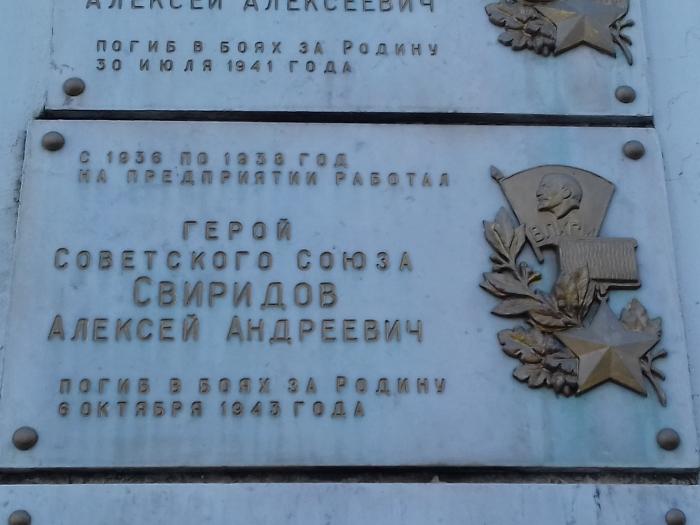 АЛЕКСЕЙ АЛЕКСЕЕВИЧ
ПОГИБ В БОЯХ ЗА РОДИНУ
30 ИЮЛЯ 1941 ГОДА
С 1936 ПО 1938 ГОД
НА ПРЕДПРИЯТИИ РАБОТАЛ
ГЕРОЙ
СОВЕТСКОГО СОЮЗА
СВИРИДОВ
АЛЕКСЕЙ АНДРЕЕВИЧ
ВЛКСМ
ПОГИБ В БОЯХ ЗА РОДИНУ
6 ОКТЯБРЯ 1943 ГОДА